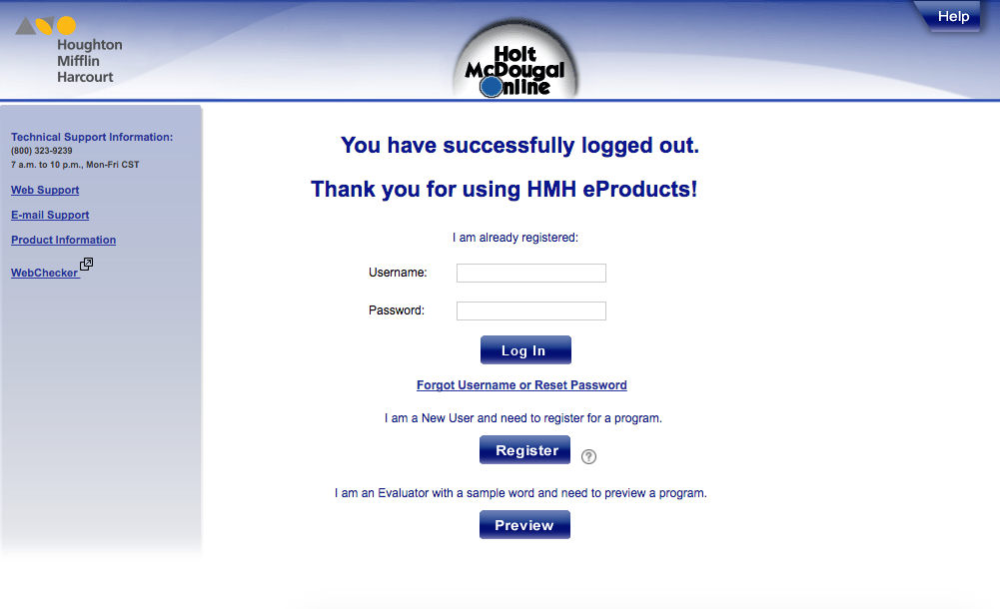 Help
Houghton
Mifflin
Harcourt
Holt
McDougal
Online
Technical Support Information:
(800) 323-9239
7 a.m. to 10 p.m., Mon-Fri CST
Web Support
E-mail Support
Product Information
WebChecker
You have successfully logged out.
Thank you for using HMH eProducts!
I am already registered:
Username:
Password:
Log In
Forgot Username or Reset Password
I am a New User and need to register for a program.
Register
?
I am an Evaluator with a sample word and need to preview a program.
Preview